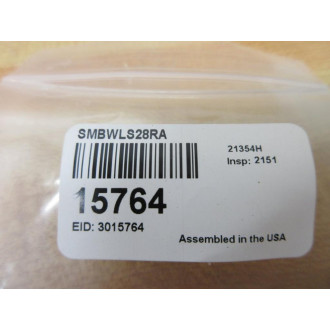 SMBWLS28RA
21354H
Insp: 2151
15764
EID: 3015764
Assembled in the USA